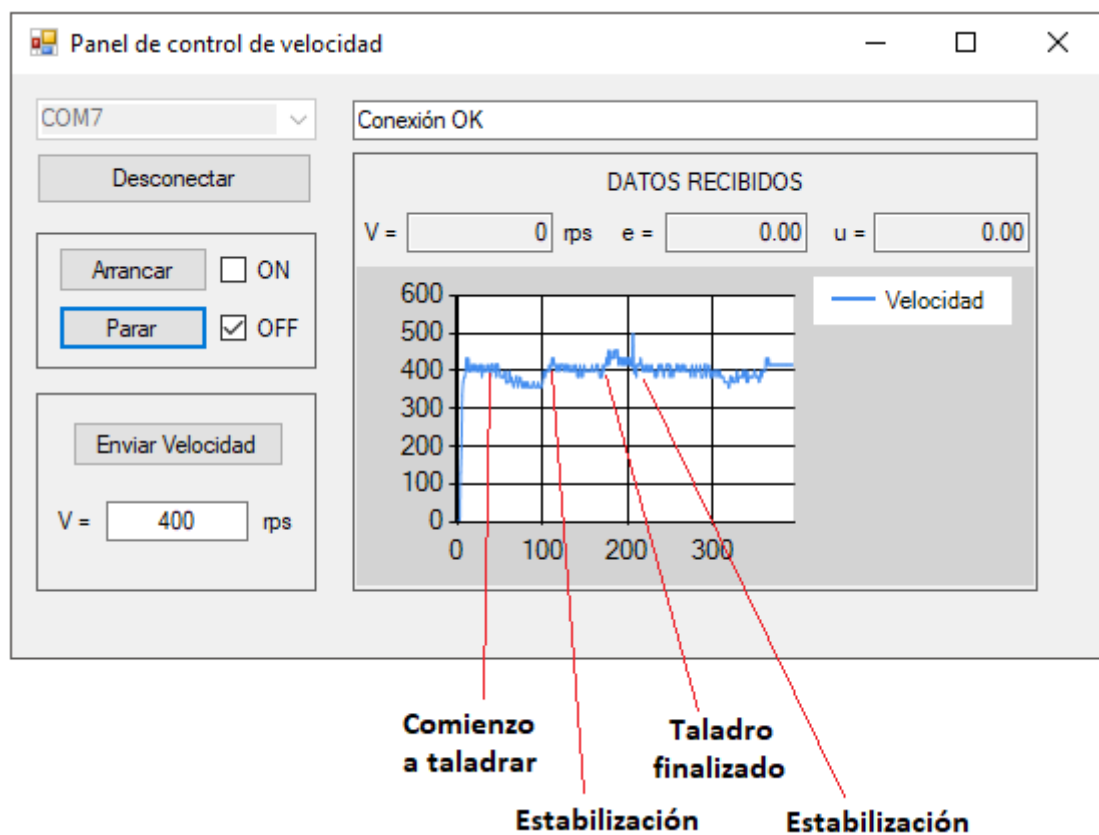 Panel de control de velocidad
COM7
Conexión OK
Desconectar
DATOS RECIBIDOS
V = 0 rps e = 0.00 u = 0.00
Arrancar ON
Parar OFF
Velocidad
600
500
400
300
200
100
0
0 100 200 300
Enviar Velocidad
V = 400 rps
Comienzo
a taladrar
Taladro
finalizado
Estabilización
Estabilización